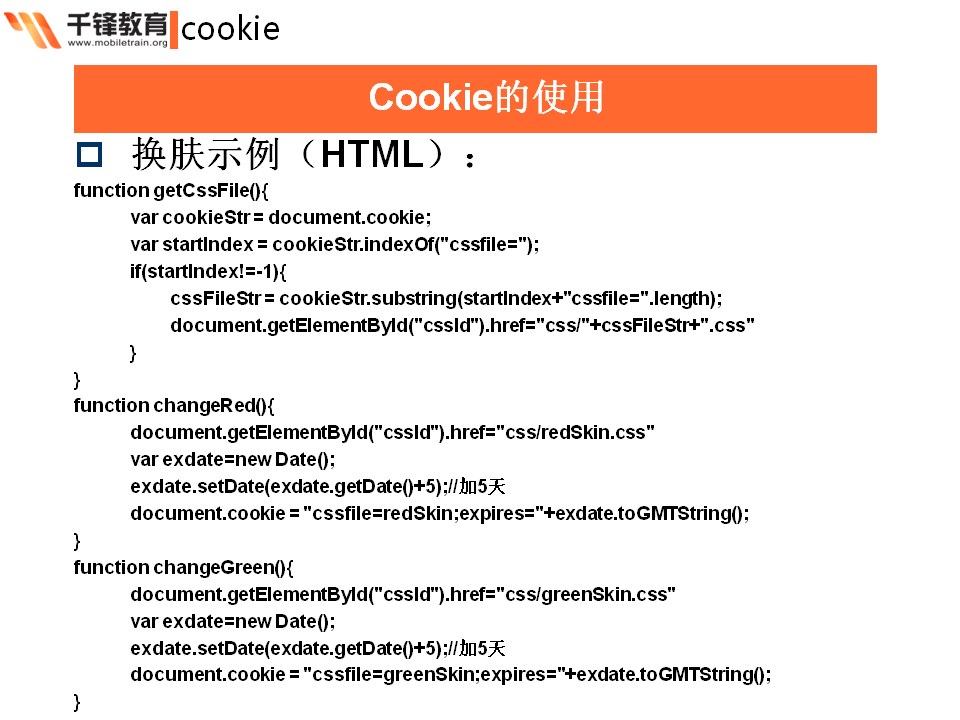 千锋教育
www.mobiletrain.org
cookie
Cookie的使用
换肤示例（HTML）：
function getCssFile(){
var cookieStr = document.cookie;
var startIndex = cookieStr.indexOf("cssfile=");
if(startIndex!=-1){
cssFileStr = cookieStr.substring(startIndex+"cssfile=".length);
document.getElementById("cssId").href="css/"+cssFileStr+".css"
}
}
function changeRed(){
document.getElementById("cssId").href="css/redSkin.css"
var exdate=new Date();
exdate.setDate(exdate.getDate()+5);//加5天
document.cookie = "cssfile=redSkin;expires="+exdate.toGMTString();
}
function changeGreen(){
document.getElementById("cssId").href="css/greenSkin.css"
var exdate=new Date();
exdate.setDate(exdate.getDate()+5);//加5天
document.cookie = "cssfile=greenSkin;expires="+exdate.toGMTString();
}